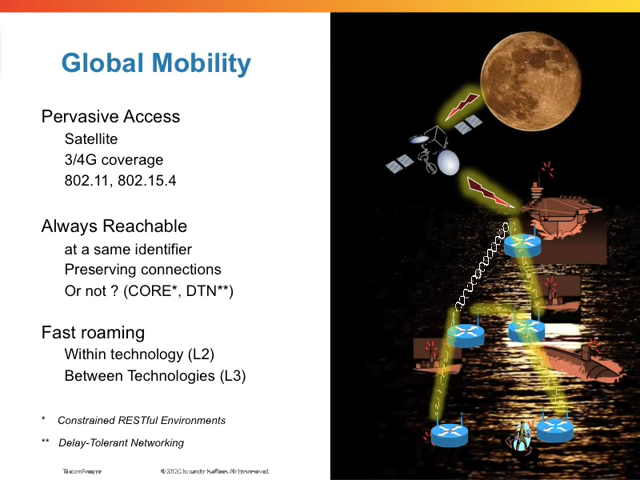 Global Mobility
Pervasive Access
Satellite
3/4G coverage
802.11, 802.15.4
Always Reachable
at a same identifier
Preserving connections
Or not ? (CORE*, DTN**)
Fast roaming
Within technology (L2)
Between Technologies (L3)
* Constrained RESTful Environments
** Delay-Tolerant Networking